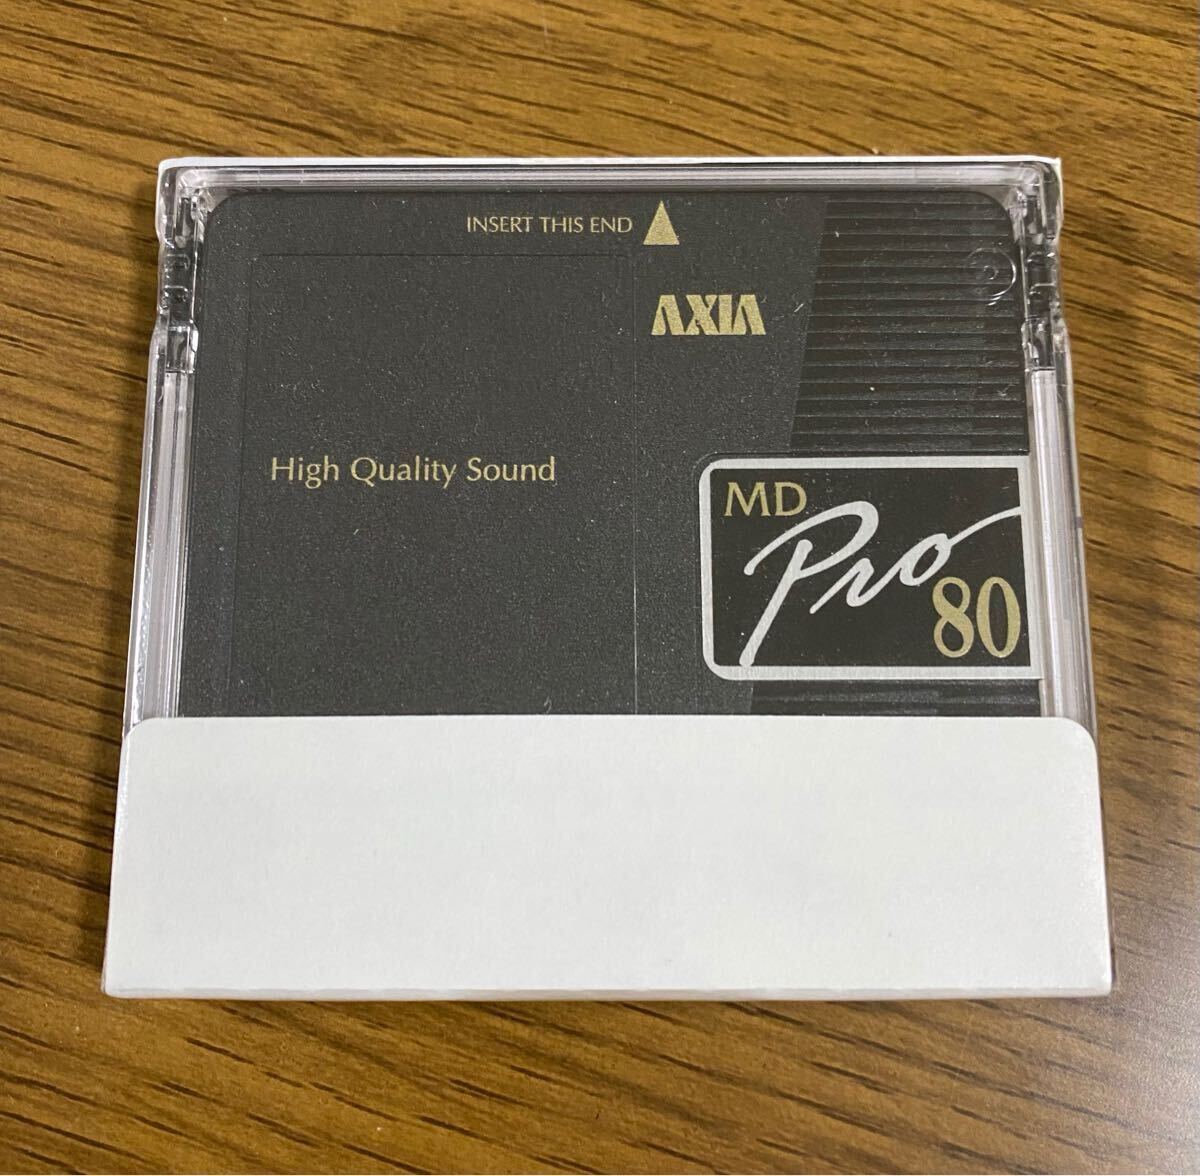 INSERT THIS END
AXIA
High Quality Sound
MD
Pro
80